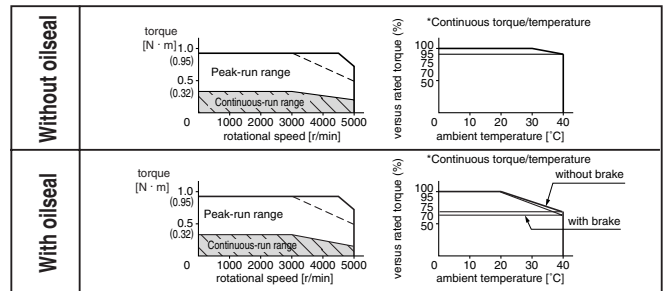 Without oilseal
torque
[N · m]
1.0
(0.95)
0.5
(0.32)
Peak-run range
Continuous-run range
0 1000 2000 3000 4000 5000
rotational speed [r/min]
*Continuous torque/temperature
versus rated torque (%)
100
95
75
70
50
0 10 20 30 40
ambient temperature [˚C]
With oilseal
torque
[N · m]
1.0
(0.95)
0.5
(0.32)
Peak-run range
Continuous-run range
0 1000 2000 3000 4000 5000
rotational speed [r/min]
*Continuous torque/temperature
without brake
versus rated torque (%)
100
95
75
70
50
with brake
0 10 20 30 40
ambient temperature [˚C]